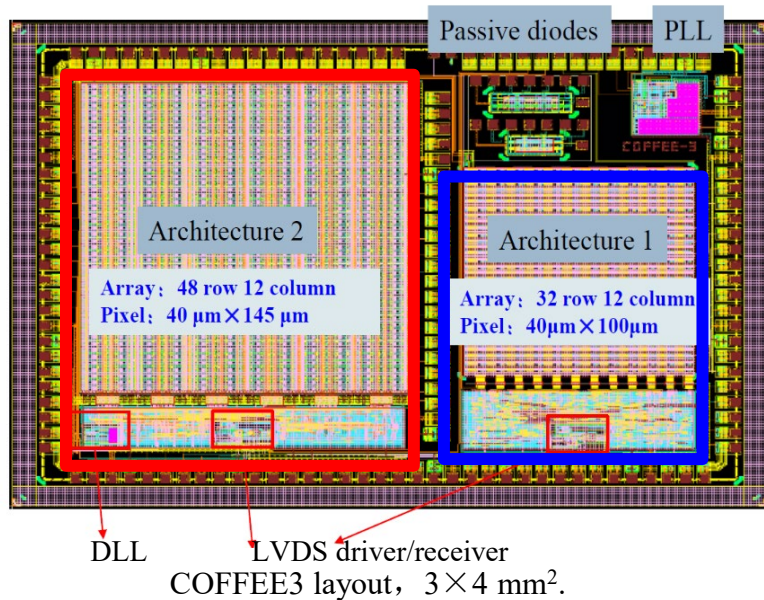 Passive diodes
PLL
COFFEE-3
Architecture 2
Array：48 row 12 column
Pixel：40 μm×145 μm
Architecture 1
Array：32 row 12 column
Pixel：40μm×100μm
DLL
LVDS driver/receiver
COFFEE3 layout，3×4 mm².